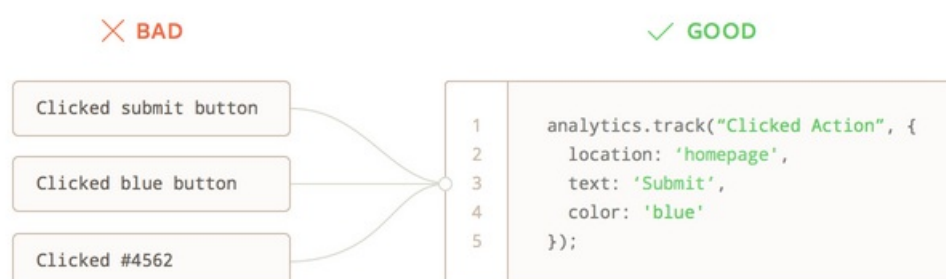 BAD
GOOD
Clicked submit button
Clicked blue button
Clicked #4562
1 analytics.track(“Clicked Action”, {
2 location: ‘homepage’,
3 text: ‘Submit’,
4 color: 'blue'
5 });